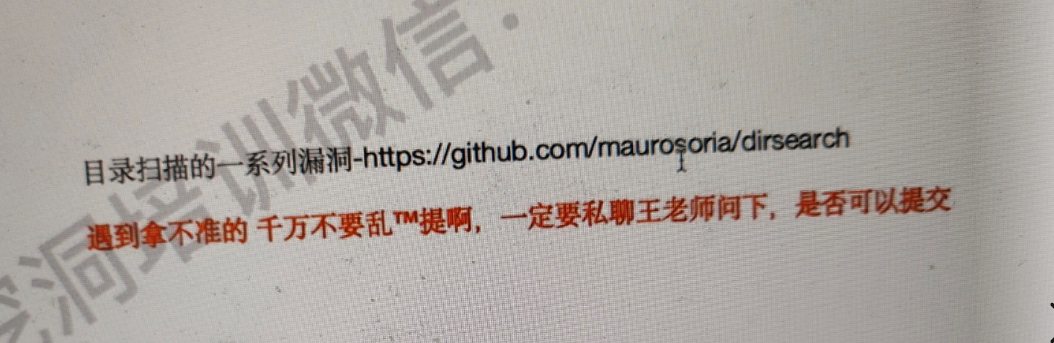 挖洞培训微信.
目录扫描的一系列漏洞-https://github.com/maurosoria/dirsearch
遇到拿不准的 千万不要乱™提啊，一定要私聊王老师问下，是否可以提交